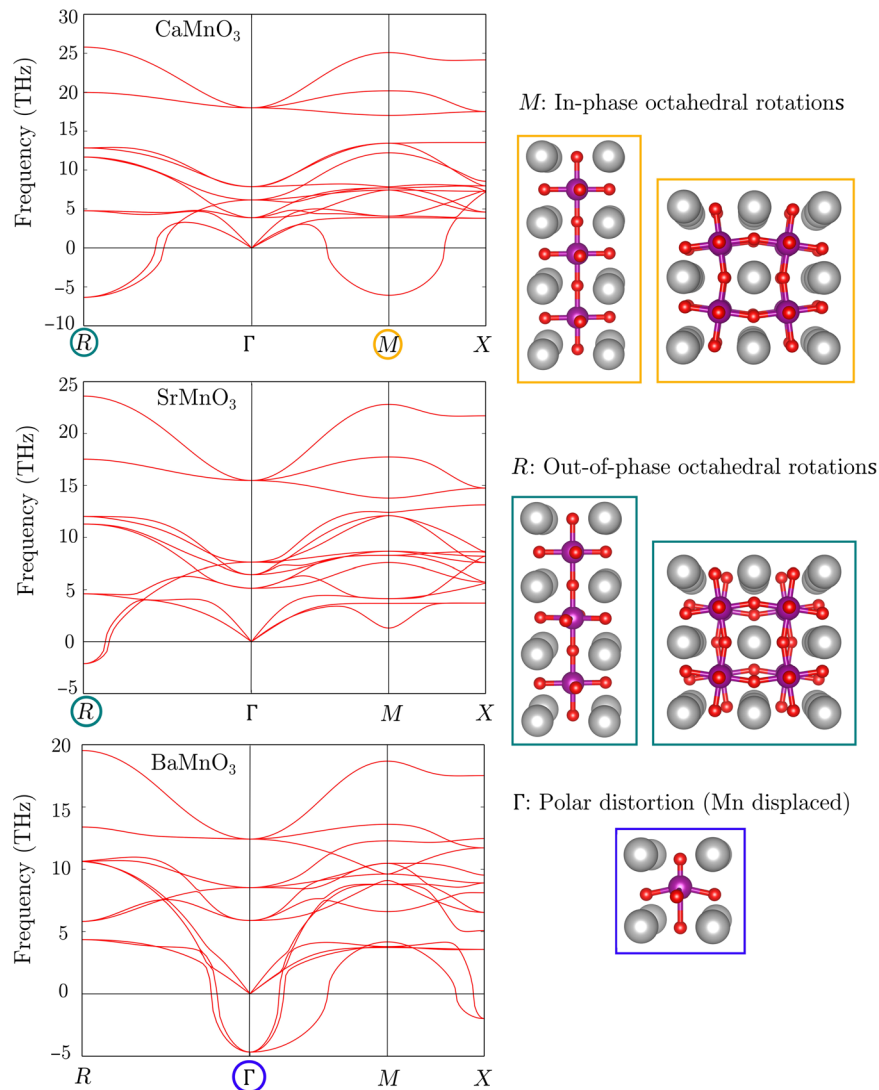 CaMnO3
Frequency (THz)
30
25
20
15
10
5
0
−5
−10
R
Γ
M
X
M: In-phase octahedral rotations
SrMnO3
Frequency (THz)
25
20
15
10
5
0
−5
R
Γ
M
X
R: Out-of-phase octahedral rotations
BaMnO3
Frequency (THz)
20
15
10
5
0
−5
R
Γ
M
X
Γ: Polar distortion (Mn displaced)